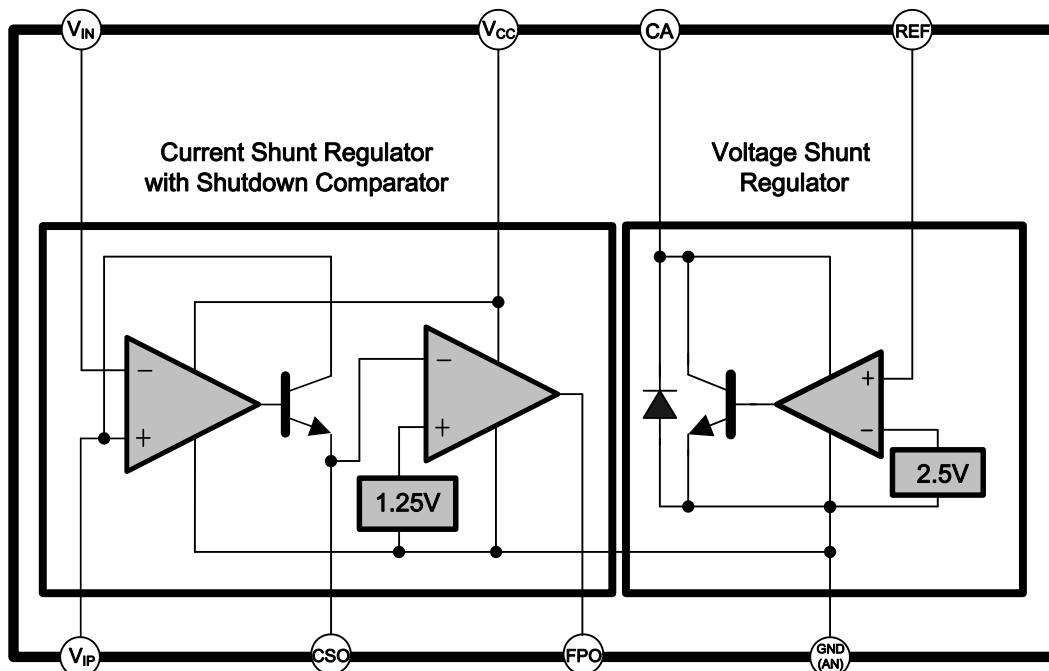 VIN
VCC
CA
REF
Current Shunt Regulator
with Shutdown Comparator
Voltage Shunt
Regulator
−
+
−
+
+
−
1.25V
2.5V
VIP
CSO
FPO
GND
(AN)